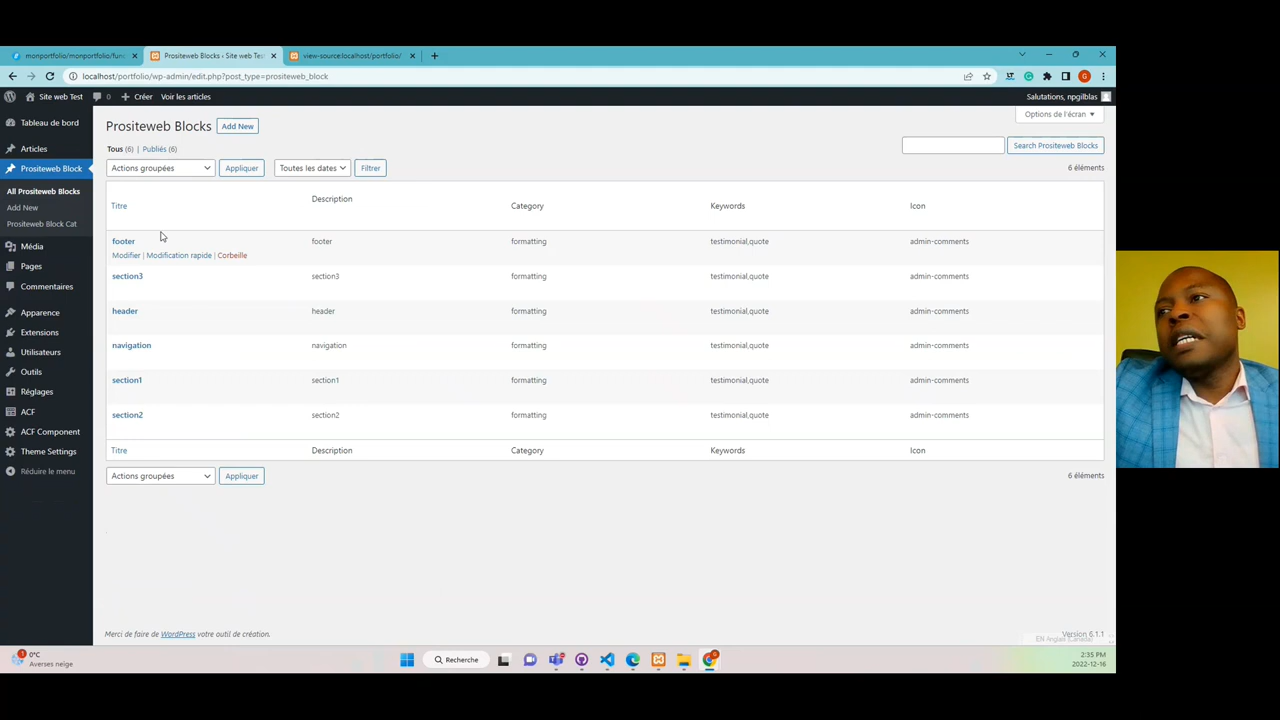 monportfolio/monportfolio/func
Prositeweb Blocks ‹ Site web Tes
view-source:localhost/portfolio/
localhost/portfolio/wp-admin/edit.php?post_type=prositeweb_block
G
Site web Test
0
Créer
Voir les articles
Salutations, npgilblas
Tableau de bord
Articles
Prositeweb Block
All Prositeweb Blocks
Add New
Prositeweb Block Cat
Média
Pages
Commentaires
Apparence
Extensions
Utilisateurs
Outils
Réglages
ACF
ACF Component
Theme Settings
Réduire le menu
Options de l'écran
Prositeweb Blocks Add New
Tous (6) | Publiés (6)
Search Prositeweb Blocks
Actions groupées Appliquer Toutes les dates Filtrer 6 éléments
Titre Description Category Keywords Icon
footer footer formatting testimonial,quote admin-comments
Modifier | Modification rapide | Corbeille
section3 section3 formatting testimonial,quote admin-comments
header header formatting testimonial,quote admin-comments
navigation navigation formatting testimonial,quote admin-comments
section1 section1 formatting testimonial,quote admin-comments
section2 section2 formatting testimonial,quote admin-comments
Titre Description Category Keywords Icon
Actions groupées Appliquer 6 éléments
Merci de faire de WordPress votre outil de création.
Version 6.1.1
EN Anglais (Canada)
1
0°C
Averses neige
Recherche
2:35 PM
2022-12-16